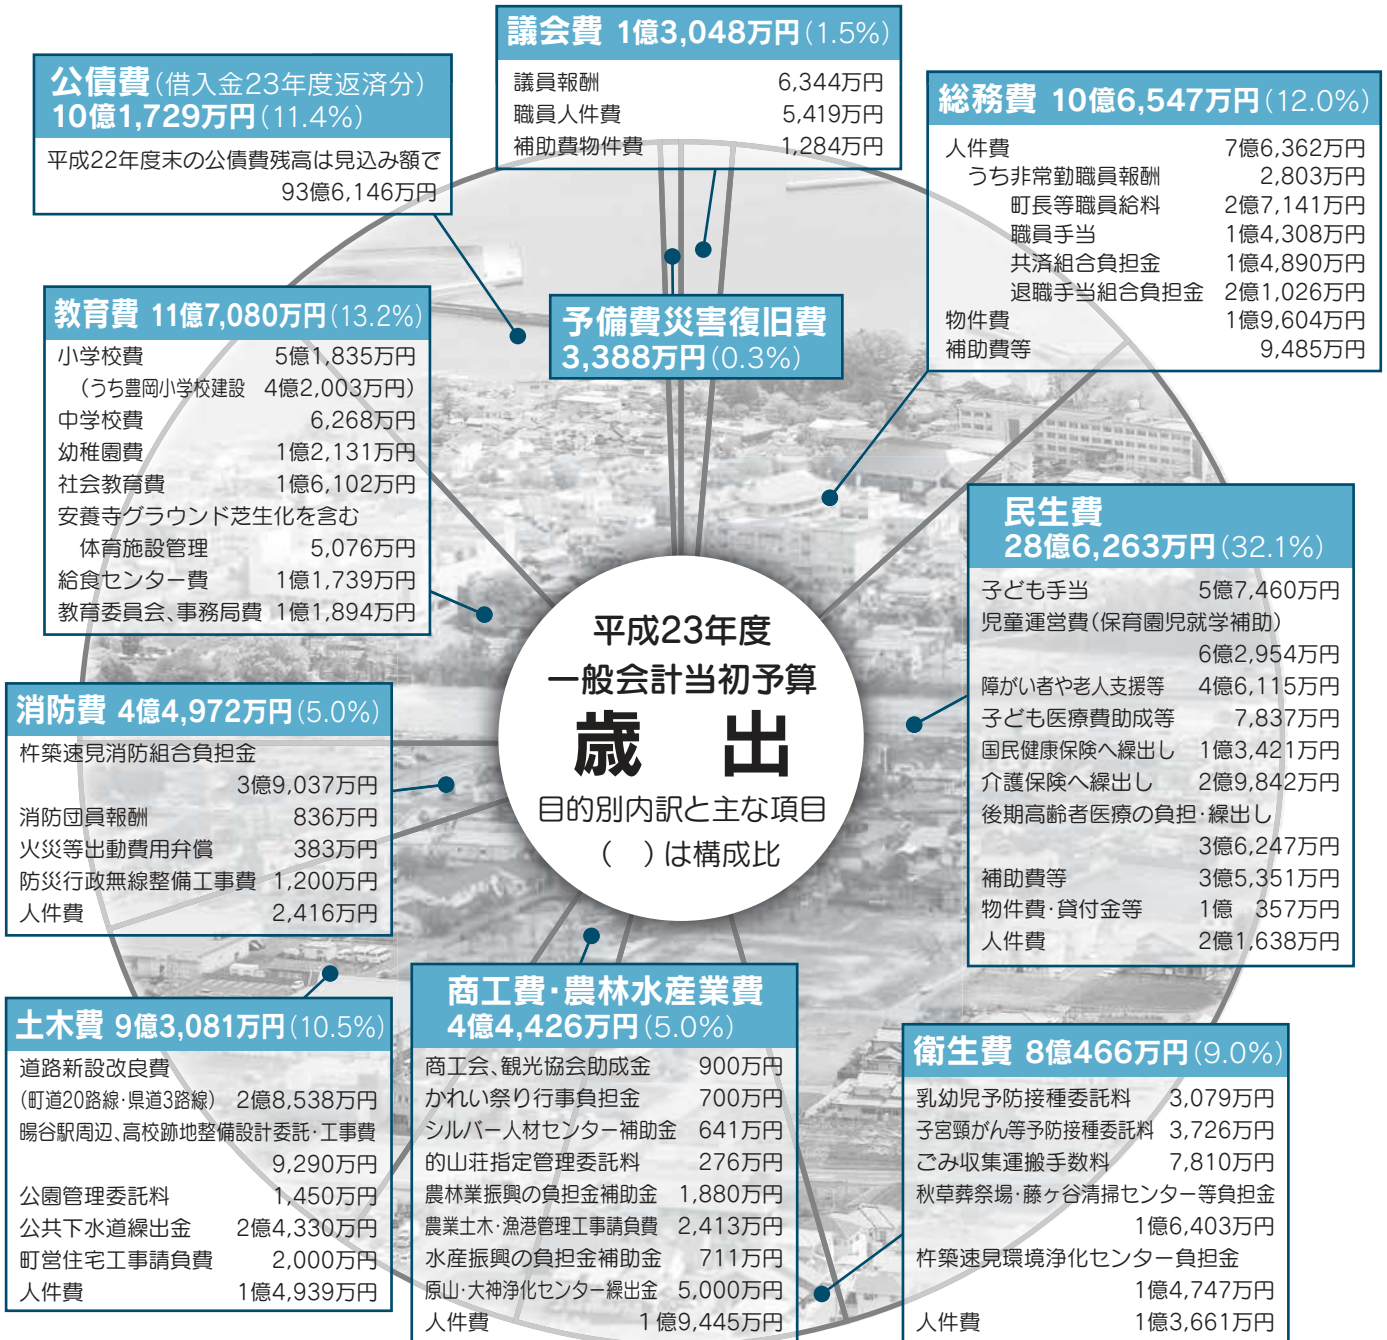 議会費 1億3,048万円(1.5%)
議員報酬 6,344万円
職員人件費 5,419万円
補助費物件費 1,284万円
公債費(借入金23年度返済分)
10億1,729万円(11.4%)
平成22年度末の公債費残高は見込み額で
93億6,146万円
総務費 10億6,547万円(12.0%)
人件費 7億6,362万円
うち非常勤職員報酬 2,803万円
町長等職員給料 2億7,141万円
職員手当 1億4,308万円
共済組合負担金 1億4,890万円
退職手当組合負担金 2億1,026万円
物件費 1億9,604万円
補助費等 9,485万円
教育費 11億7,080万円(13.2%)
小学校費 5億1,835万円
(うち豊岡小学校建設 4億2,003万円)
中学校費 6,268万円
幼稚園費 1億2,131万円
社会教育費 1億6,102万円
安養寺グラウンド芝生化を含む
体育施設管理 5,076万円
給食センター費 1億1,739万円
教育委員会、事務局費 1億1,894万円
予備費災害復旧費
3,388万円(0.3%)
民生費
28億6,263万円(32.1%)
子ども手当 5億7,460万円
児童運営費(保育園児就学補助)
6億2,954万円
障がい者や老人支援等 4億6,115万円
子ども医療費助成等 7,837万円
国民健康保険へ繰出し 1億3,421万円
介護保険へ繰出し 2億9,842万円
後期高齢者医療の負担・繰出し
3億6,247万円
補助費等 3億5,351万円
物件費・貸付金等 1億 357万円
人件費 2億1,638万円
平成23年度
一般会計当初予算
歳 出
目的別内訳と主な項目
( )は構成比
消防費 4億4,972万円(5.0%)
杵築速見消防組合負担金
3億9,037万円
消防団員報酬 836万円
火災等出動費用弁償 383万円
防災行政無線整備工事費 1,200万円
人件費 2,416万円
土木費 9億3,081万円(10.5%)
道路新設改良費
(町道20路線・県道3路線) 2億8,538万円
暘谷駅周辺、高校跡地整備設計委託・工事費
9,290万円
公園管理委託料 1,450万円
公共下水道繰出金 2億4,330万円
町営住宅工事請負費 2,000万円
人件費 1億4,939万円
商工費・農林水産業費
4億4,426万円(5.0%)
商工会、観光協会助成金 900万円
かれい祭り行事負担金 700万円
シルバー人材センター補助金 641万円
的山荘指定管理委託料 276万円
農林業振興の負担金補助金 1,880万円
農業土木・漁港管理工事請負費 2,413万円
水産振興の負担金補助金 711万円
原山・大神浄化センター繰出金 5,000万円
人件費 1億9,445万円
衛生費 8億466万円(9.0%)
乳幼児予防接種委託料 3,079万円
子宮頸がん等予防接種委託料 3,726万円
ごみ収集運搬手数料 7,810万円
秋草葬祭場・藤ヶ谷清掃センター等負担金
1億6,403万円
杵築速見環境浄化センター負担金
1億4,747万円
人件費 1億3,661万円